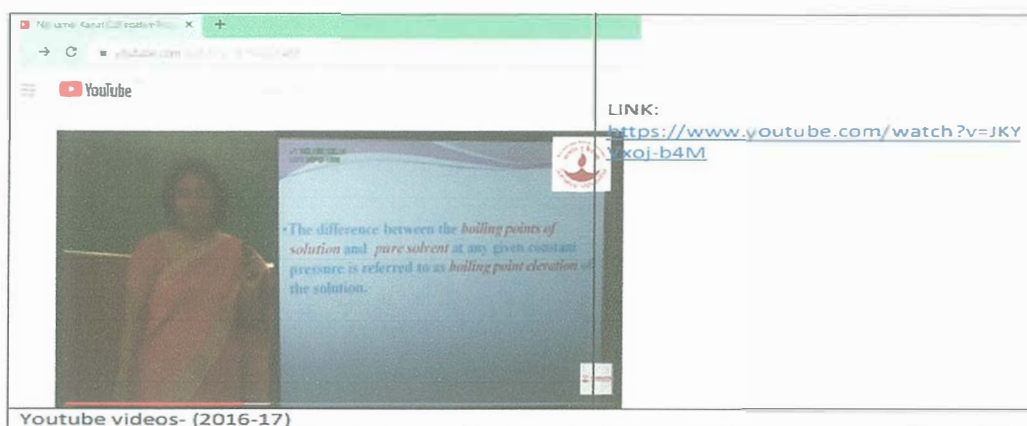 YouTube
LINK:
https://www.youtube.com/watch?v=JKY
Yxoj-b4M
•The difference between the boiling points of
solution and pure solvent at any given constant
pressure is referred to as boiling point elevation of
the solution.
Youtube videos- (2016-17)